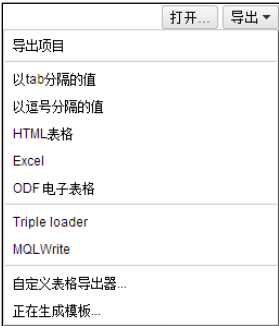 打开... 导出
导出项目
以tab分隔的值
以逗号分隔的值
HTML表格
Excel
ODF 电子表格
Triple loader
MQLWrite
自定义表格导出器...
正在生成模板...